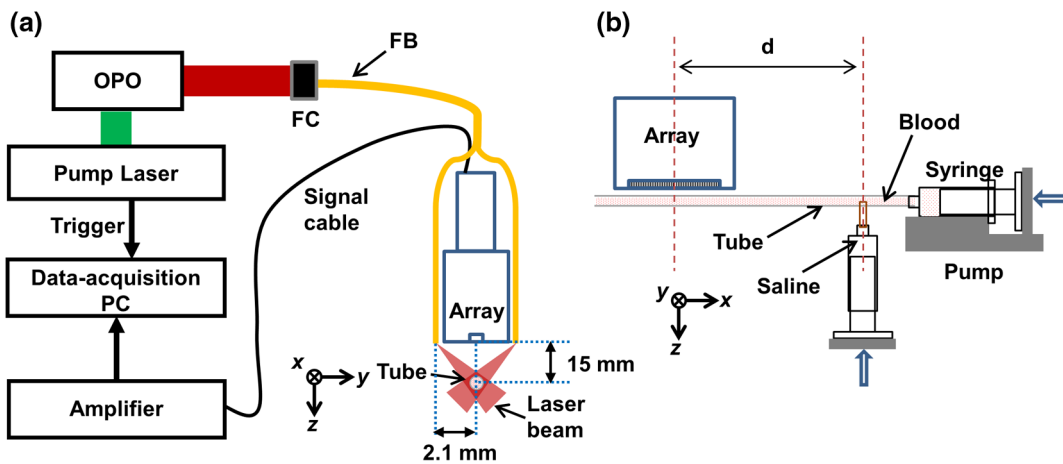 (a)
FB
OPO
FC
Pump Laser
Signal
cable
Trigger
Data-acquisition
PC
Array
Amplifier
x
y
z
Tube
15 mm
Laser
beam
2.1 mm
(b)
d
Array
Blood
Syringe
Tube
Saline
Pump
y
x
z